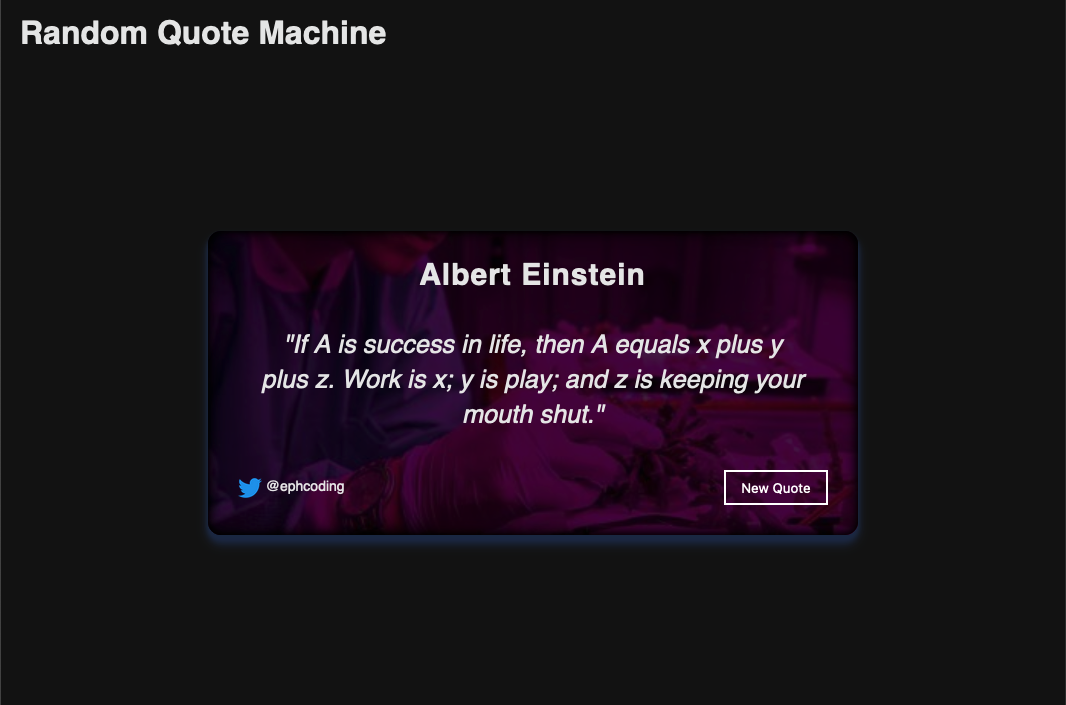 Random Quote Machine
Albert Einstein
"If A is success in life, then A equals x plus y
plus z. Work is x; y is play; and z is keeping your
mouth shut."
@ephcoding
New Quote